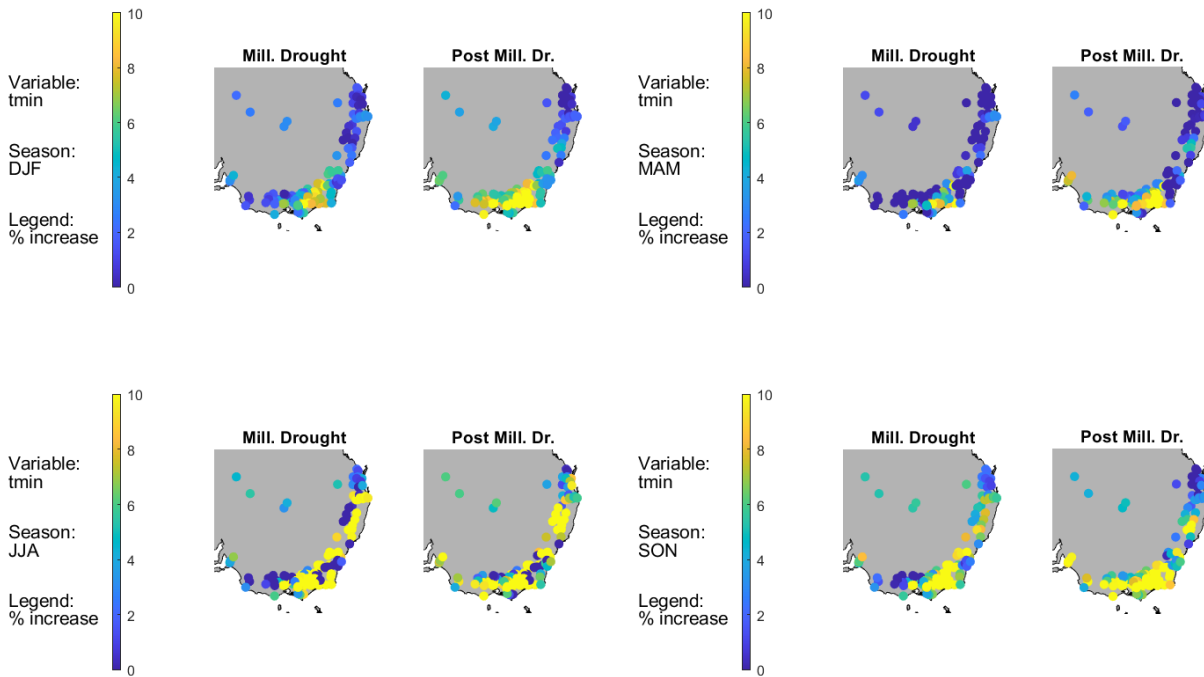 10
8
6
4
2
0
Variable:
tmin
Season:
DJF
Legend:
% increase
Mill. Drought
Post Mill. Dr.
10
8
6
4
2
0
Variable:
tmin
Season:
MAM
Legend:
% increase
Mill. Drought
Post Mill. Dr.
10
8
6
4
2
0
Variable:
tmin
Season:
JJA
Legend:
% increase
Mill. Drought
Post Mill. Dr.
10
8
6
4
2
0
Variable:
tmin
Season:
SON
Legend:
% increase
Mill. Drought
Post Mill. Dr.